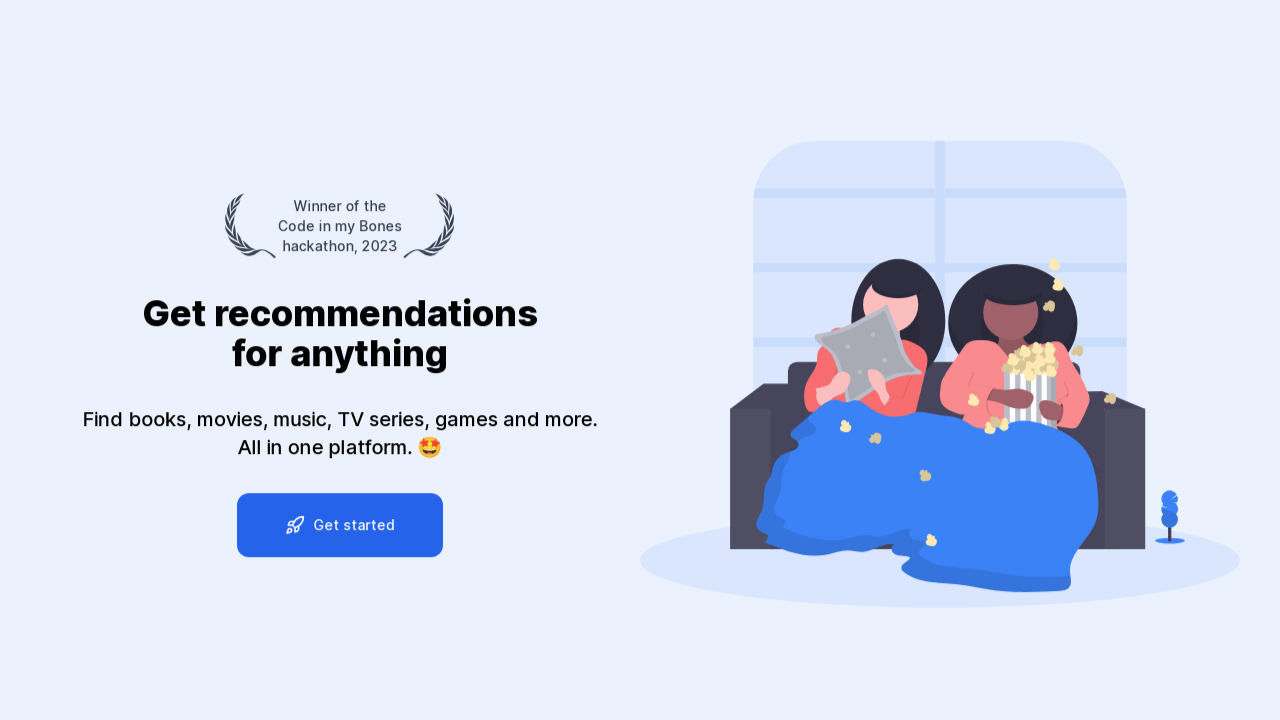 Winner of the
Code in my Bones
hackathon, 2023
Get recommendations
for anything
Find books, movies, music, TV series, games and more.
All in one platform. 🤩
Get started